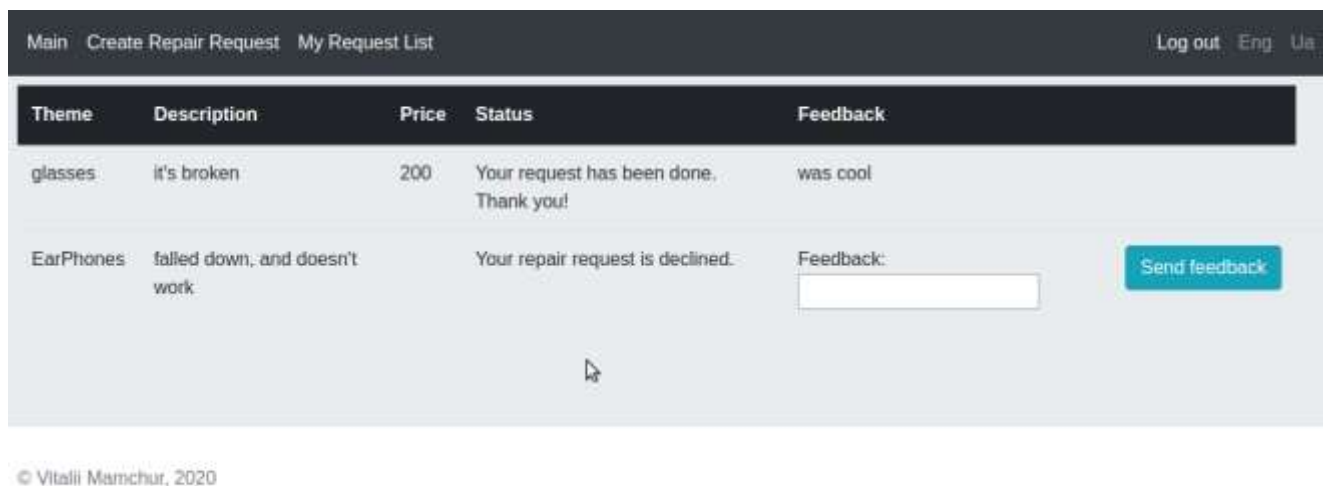 Main Create Repair Request My Request List Log out Eng Ua
Theme Description Price Status Feedback
glasses it's broken 200 Your request has been done. was cool
Thank you!
EarPhones falled down, and doesn't Your repair request is declined. Feedback:
work
Send feedback
© Vitalii Mamchur, 2020